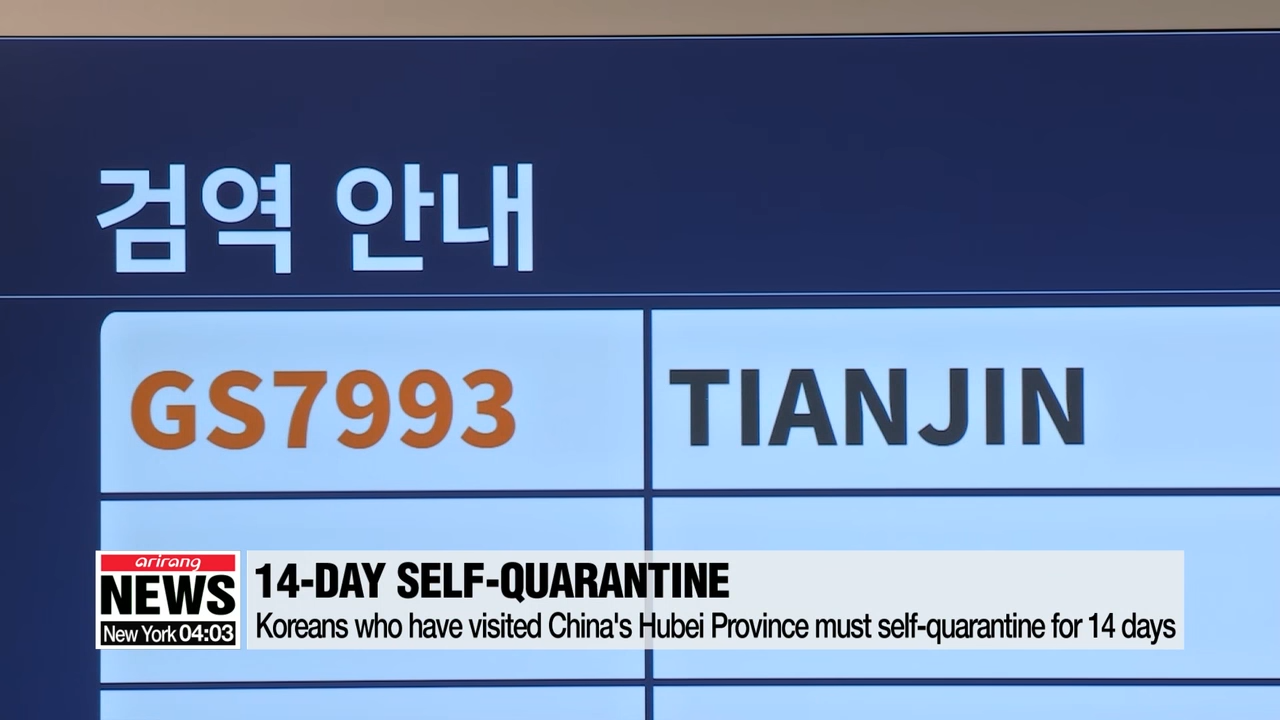 검역 안내
GS7993 TIANJIN
arirang
NEWS
New York 04:03
14-DAY SELF-QUARANTINE
Koreans who have visited China's Hubei Province must self-quarantine for 14 days